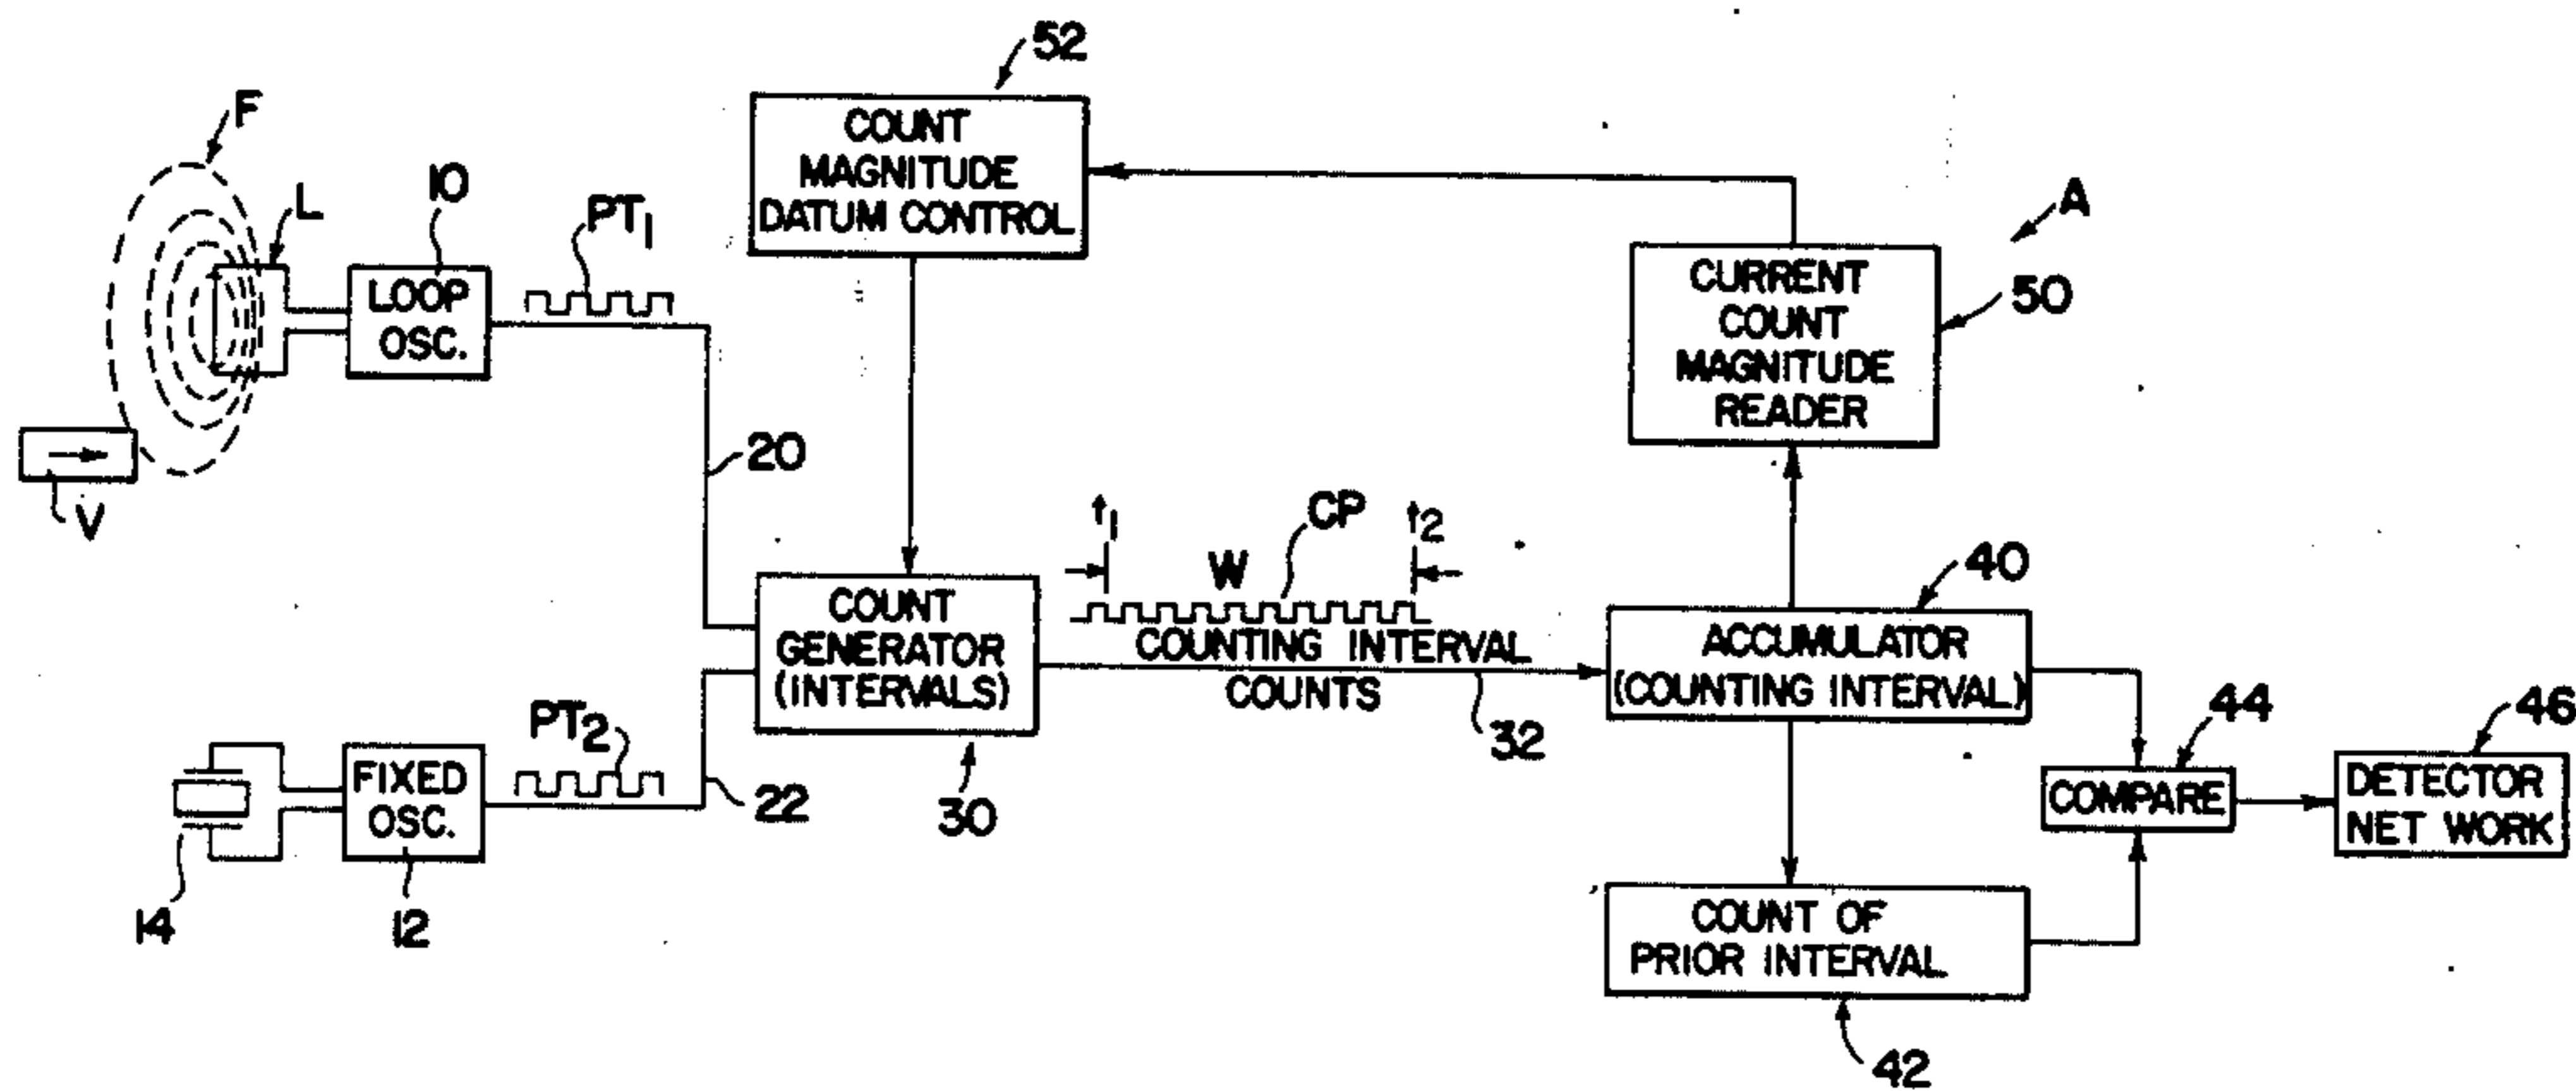 52
F
COUNT
MAGNITUDE
DATUM CONTROL
L
10
PT1
A
LOOP
OSC.
CURRENT
COUNT
MAGNITUDE
READER
50
V
20
t1
W
CP
t2
COUNT
GENERATOR
(INTERVALS)
COUNTING INTERVAL
COUNTS
32
40
ACCUMULATOR
(COUNTING INTERVAL)
44
46
FIXED
OSC.
PT2
22
30
COMPARE
DETECTOR
NET WORK
14
12
COUNT OF
PRIOR INTERVAL
42